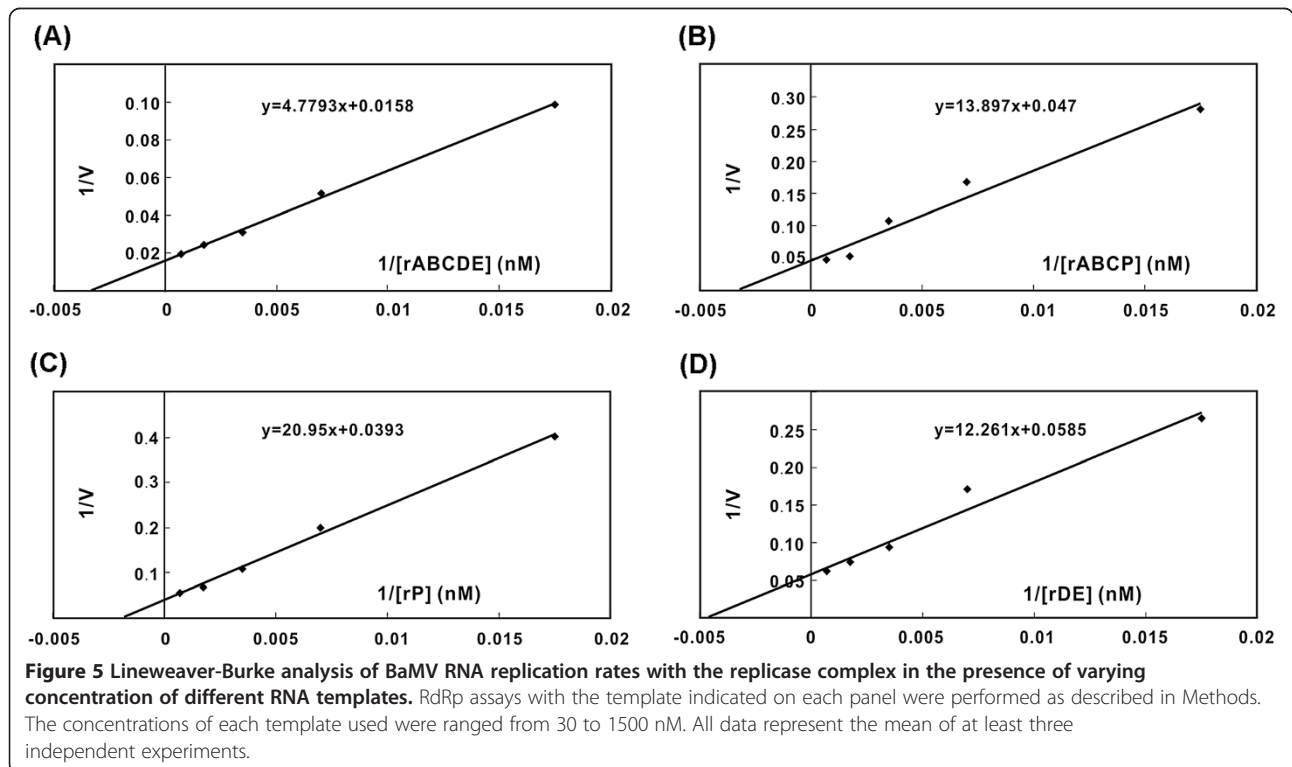 (A)
y=4.7793x+0.0158
1/V
0.10
0.08
0.06
0.04
0.02
1/[rABCDE] (nM)
-0.005
0
0.005
0.01
0.015
0.02
(B)
y=13.897x+0.047
1/V
0.30
0.25
0.20
0.15
0.10
0.05
1/[rABCP] (nM)
-0.005
0
0.005
0.01
0.015
0.02
(C)
y=20.95x+0.0393
1/V
0.4
0.3
0.2
0.1
1/[rP] (nM)
-0.005
0
0.005
0.01
0.015
0.02
(D)
y=12.261x+0.0585
1/V
0.25
0.20
0.15
0.10
0.05
1/[rDE] (nM)
-0.005
0
0.005
0.01
0.015
0.02
Figure 5 Lineweaver-Burke analysis of BaMV RNA replication rates with the replicase complex in the presence of varying
concentration of different RNA templates. RdRp assays with the template indicated on each panel were performed as described in Methods.
The concentrations of each template used were ranged from 30 to 1500 nM. All data represent the mean of at least three
independent experiments.